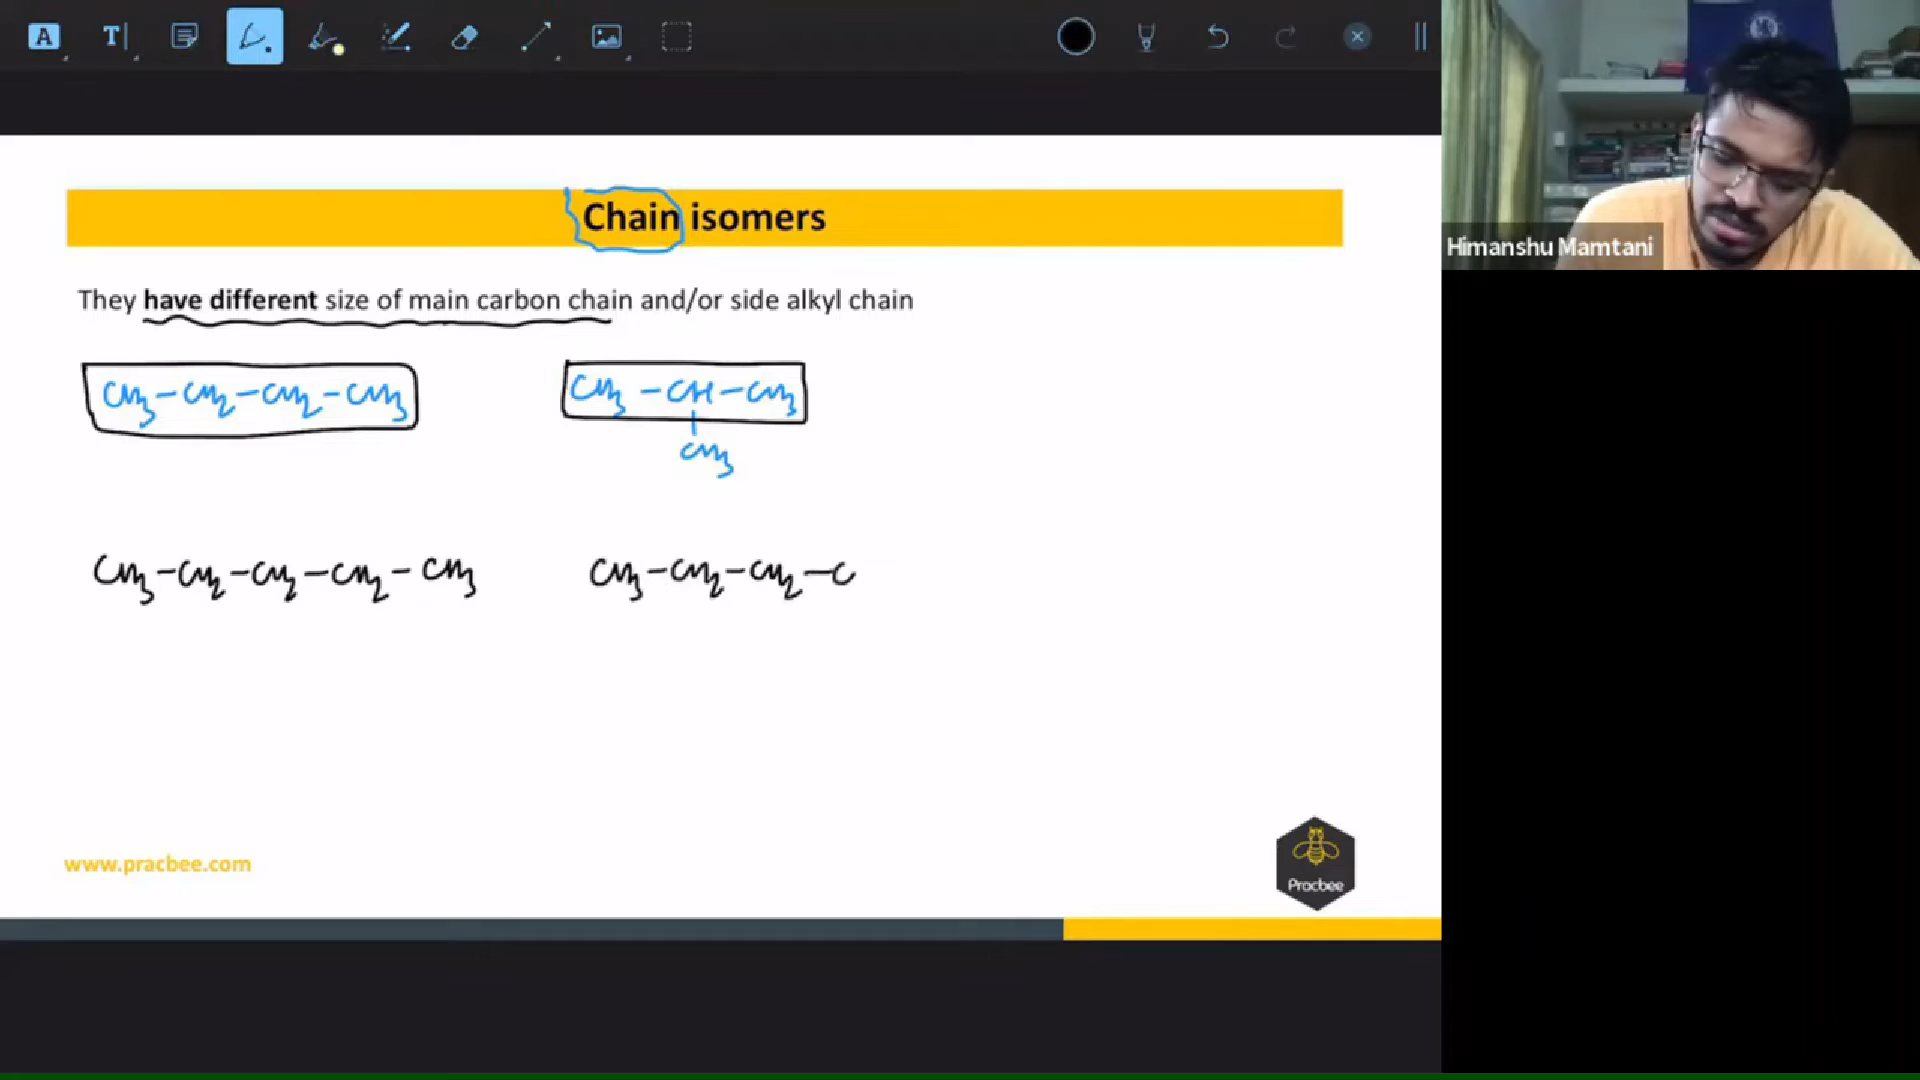 A T
Chain isomers
Himanshu Mamtani
They have different size of main carbon chain and/or side alkyl chain
CH3-CH2-CH2-CH3
CH3-CH-CH3
CH3
CH3-CH2-CH2-CH2-CH3
CH3-CH2-CH2-C
www.pracbee.com
Pracbee